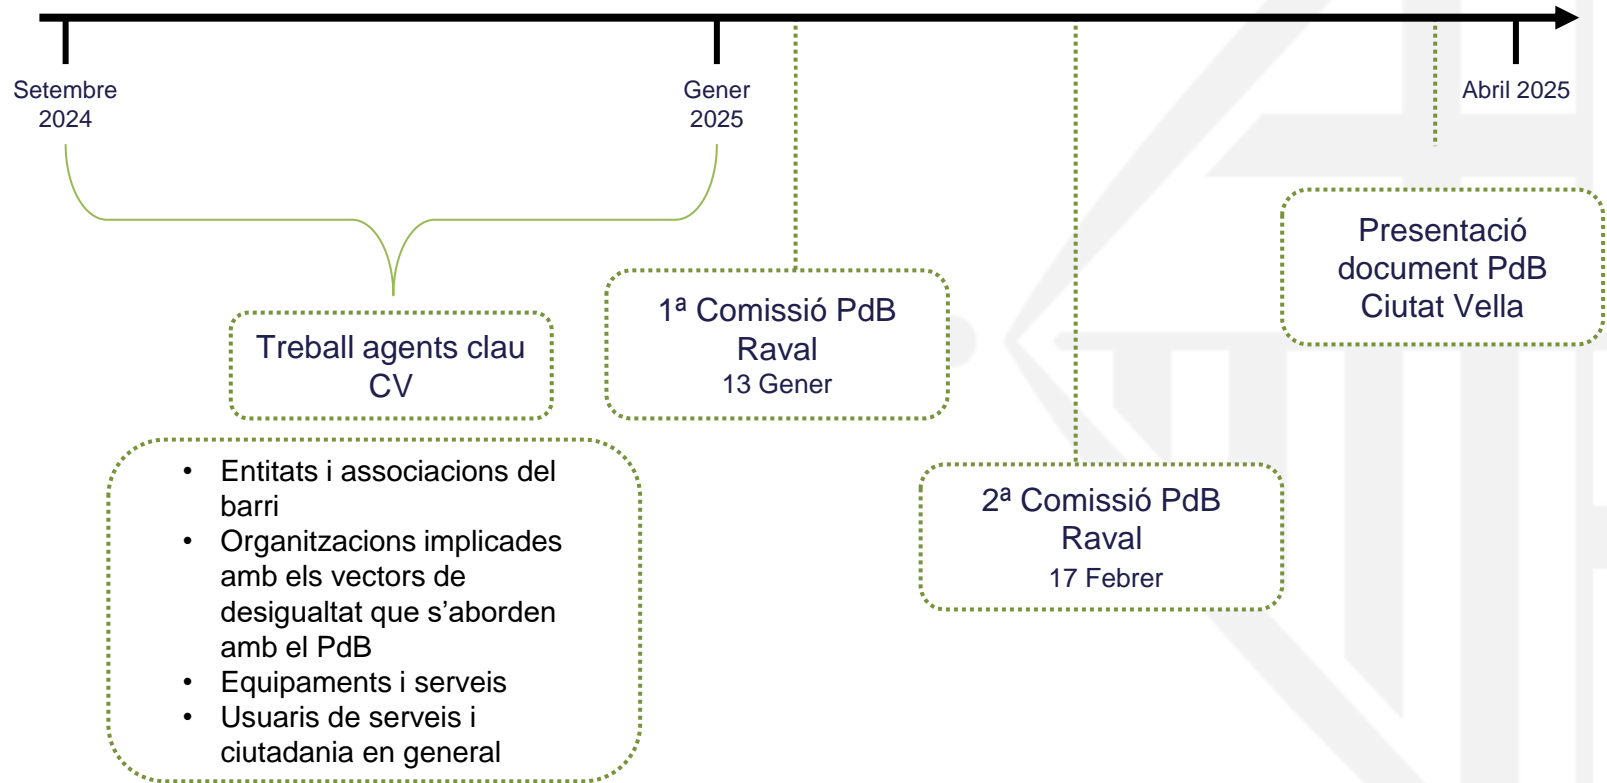 Setembre
2024
Gener
2025
Abril 2025
Treball agents clau
CV
• Entitats i associacions del
barri
• Organitzacions implicades
amb els vectors de
desigualtat que s’aborden
amb el PdB
• Equipaments i serveis
• Usuaris de serveis i
ciutadania en general
1ª Comissió PdB
Raval
13 Gener
2ª Comissió PdB
Raval
17 Febrer
Presentació
document PdB
Ciutat Vella